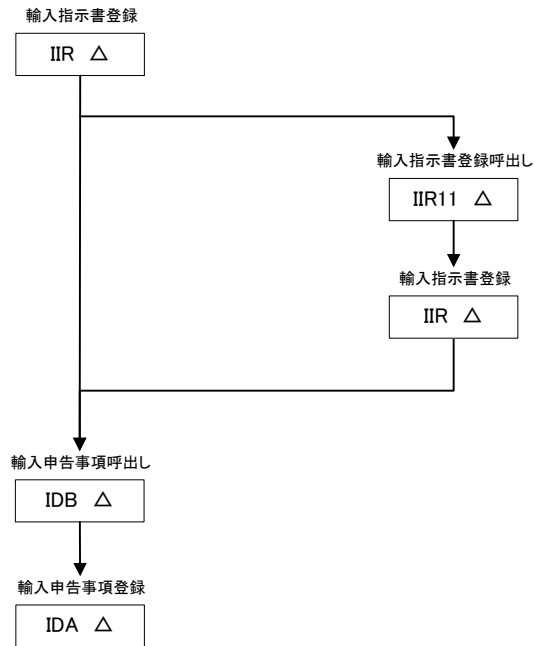 輸入指示書登録
IIR △
輸入指示書登録呼出し
IIR11 △
輸入指示書登録
IIR △
輸入申告事項呼出し
IDB △
輸入申告事項登録
IDA △